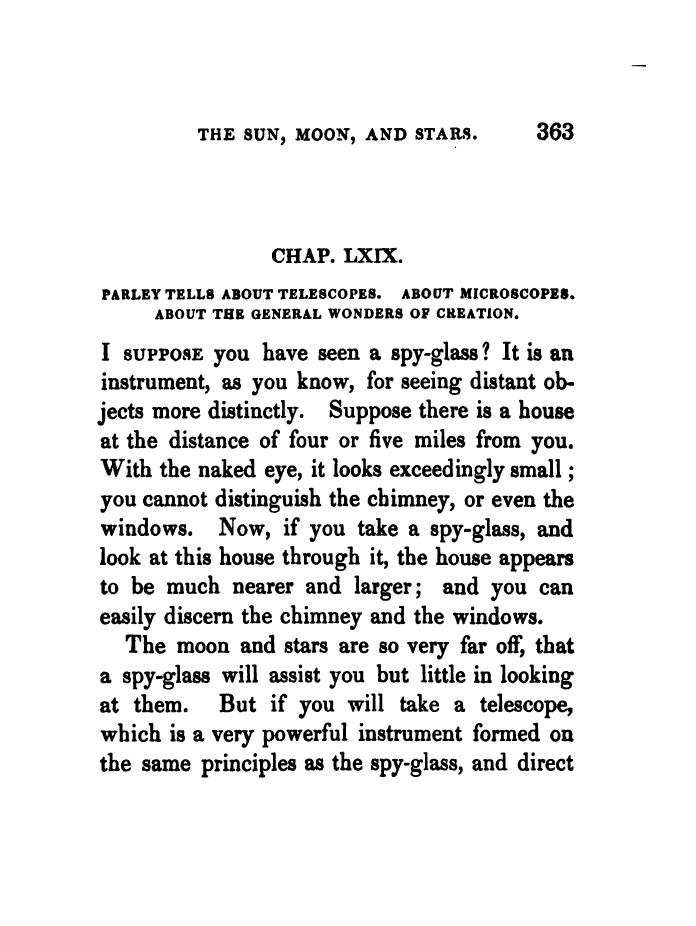 THE SUN, MOON, AND STARS. 363
CHAP. LXIX.
PARLEY TELLS ABOUT TELESCOPES. ABOUT MICROSCOPES.
ABOUT THE GENERAL WONDERS OF CREATION.
I SUPPOSE you have seen a spy-glass? It is an
instrument, as you know, for seeing distant ob-
jects more distinctly. Suppose there is a house
at the distance of four or five miles from you.
With the naked eye, it looks exceedingly small;
you cannot distinguish the chimney, or even the
windows. Now, if you take a spy-glass, and
look at this house through it, the house appears
to be much nearer and larger; and you can
easily discern the chimney and the windows.
The moon and stars are so very far off, that
a spy-glass will assist you but little in looking
at them. But if you will take a telescope,
which is a very powerful instrument formed on
the same principles as the spy-glass, and direct